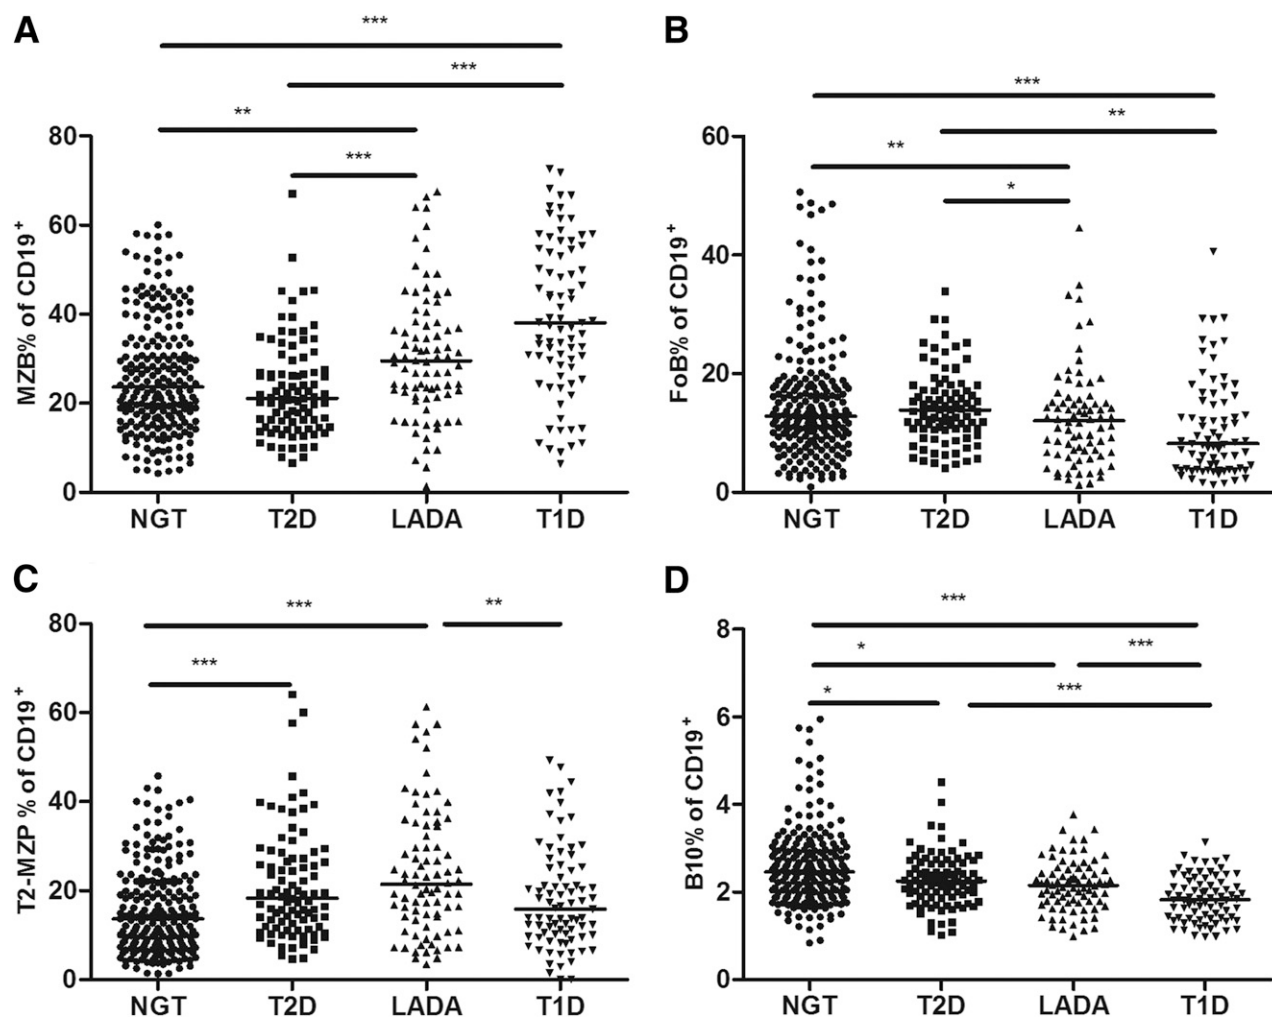 A
***
***
**
***
MZB% of CD19+
80
60
40
20
0
NGT T2D LADA T1D
B
***
**
**
*
FoB% of CD19+
60
40
20
0
NGT T2D LADA T1D
C
***
**
***
T2-MZP % of CD19+
80
60
40
20
0
NGT T2D LADA T1D
D
***
*
***
*
***
B10% of CD19+
8
6
4
2
0
NGT T2D LADA T1D